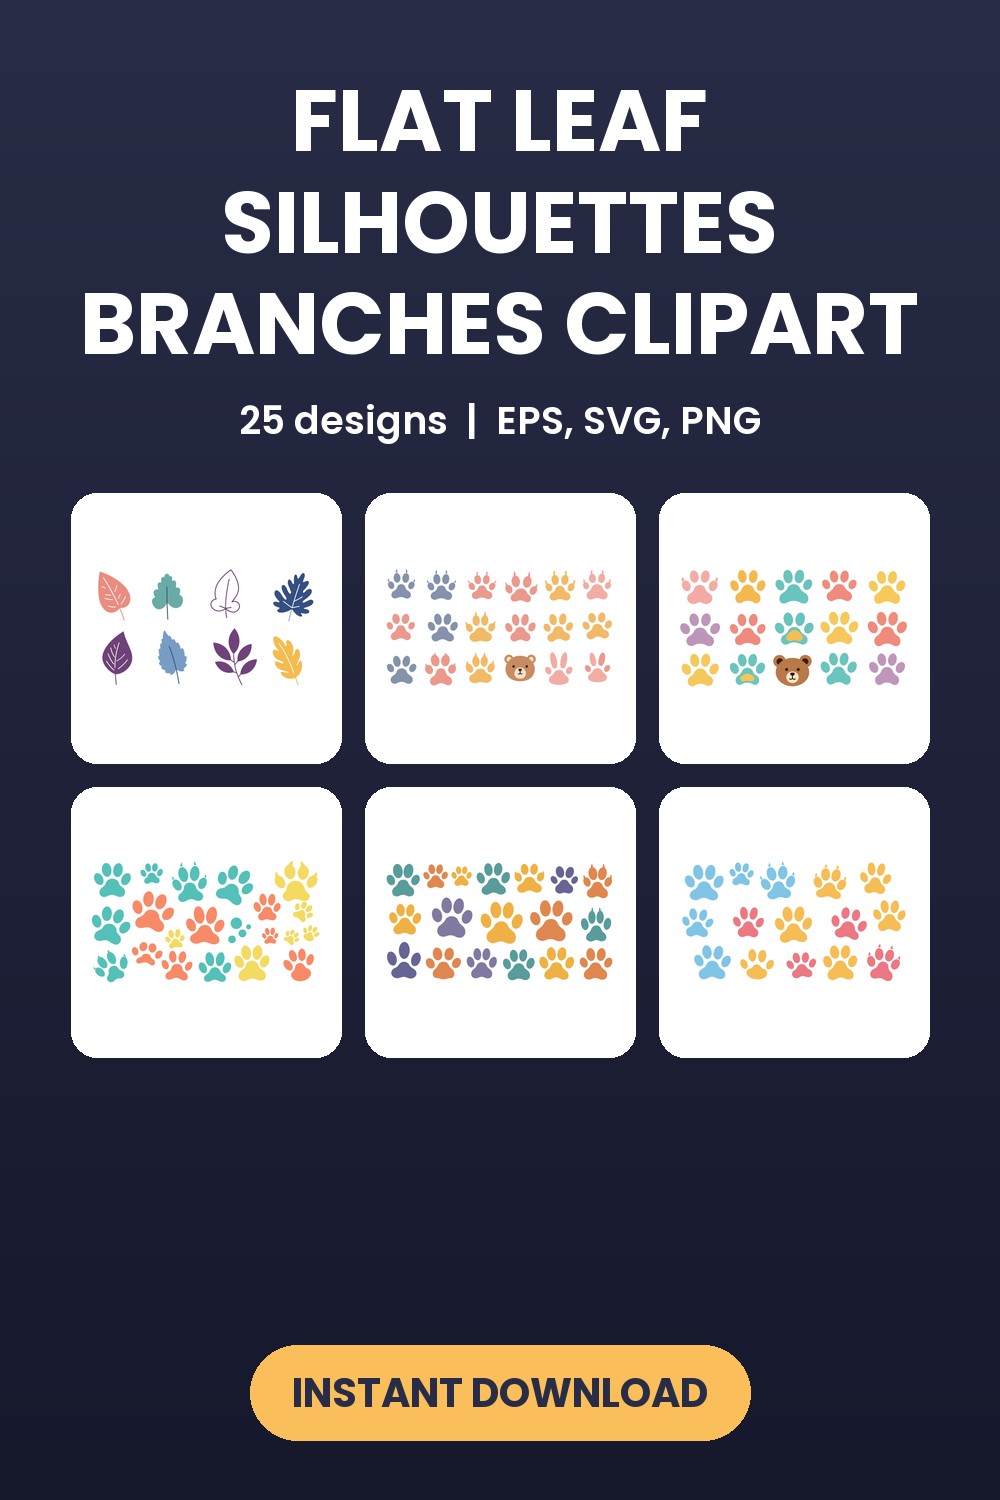 FLAT LEAF
SILHOUETTES
BRANCHES CLIPART
25 designs | EPS, SVG, PNG
INSTANT DOWNLOAD